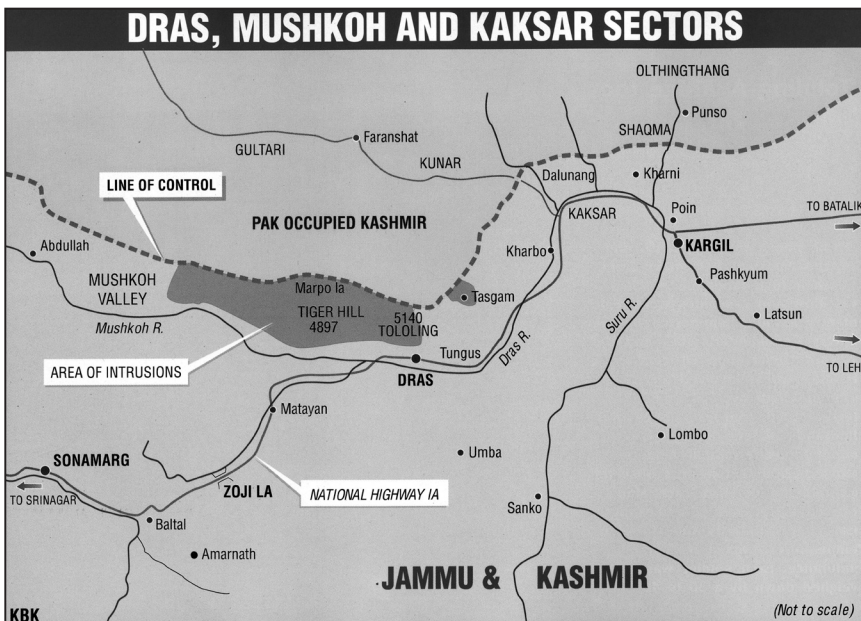 DRAS, MUSHKOH AND KAKSAR SECTORS
OLTHINGTHANG
Punso
Faranshat
SHAQMA
GULTARI
KUNAR
Dalunang
Kharni
LINE OF CONTROL
KAKSAR
Poin
TO BATALIK
PAK OCCUPIED KASHMIR
Abdullah
Kharbo
KARGIL
MUSHKOH
VALLEY
Marpo la
Tasgam
Pashkyum
TIGER HILL
4897
5140
TOLOLING
Mushkoh R.
Suru R.
Latsun
Dras R.
Tungus
AREA OF INTRUSIONS
DRAS
TO LEH
Matayan
Lombo
SONAMARG
Umba
ZOJI LA
NATIONAL HIGHWAY IA
TO SRINAGAR
Sanko
Baltal
Amarnath
JAMMU & KASHMIR
KBK
(Not to scale)